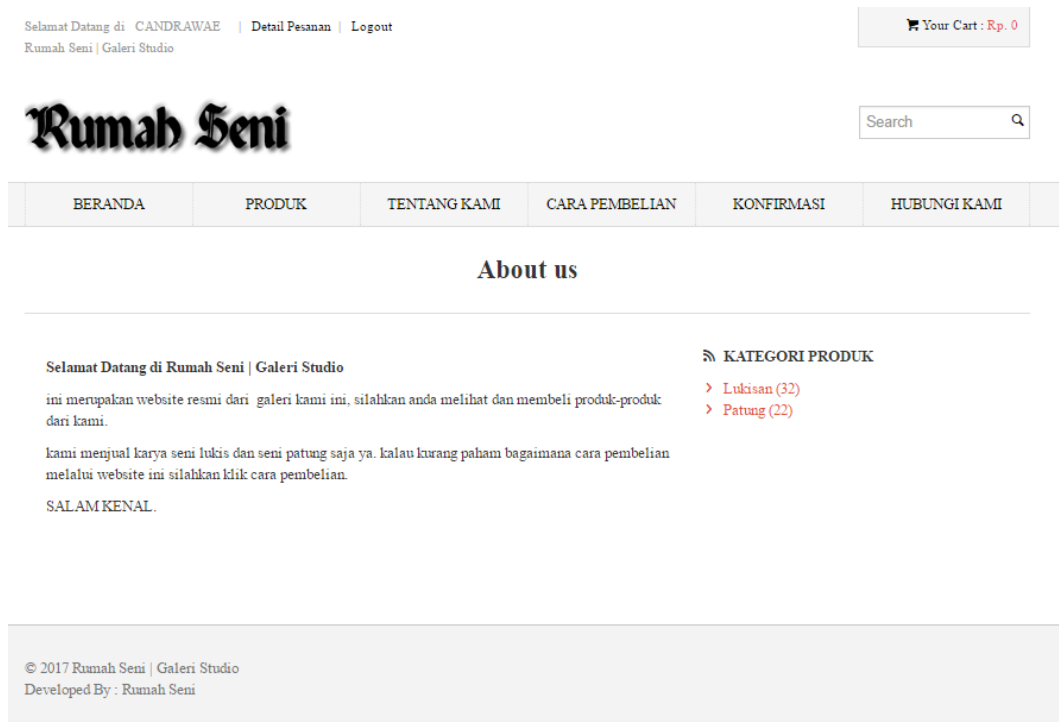 Selamat Datang di CANDRAWAE | Detail Pesanan | Logout
Rumah Seni | Galeri Studio
Your Cart : Rp. 0
Rumah Seni
Search
BERANDA PRODUK TENTANG KAMI CARA PEMBELIAN KONFIRMASI HUBUNGI KAMI
About us
Selamat Datang di Rumah Seni | Galeri Studio
ini merupakan website resmi dari galeri kami ini, silahkan anda melihat dan membeli produk-produk
dari kami.
kami menjual karya seni lukis dan seni patung saja ya. kalau kurang paham bagaimana cara pembelian
melalui website ini silahkan klik cara pembelian.
SALAM KENAL.
KATEGORI PRODUK
Lukisan (32)
Patung (22)
© 2017 Rumah Seni | Galeri Studio
Developed By : Rumah Seni